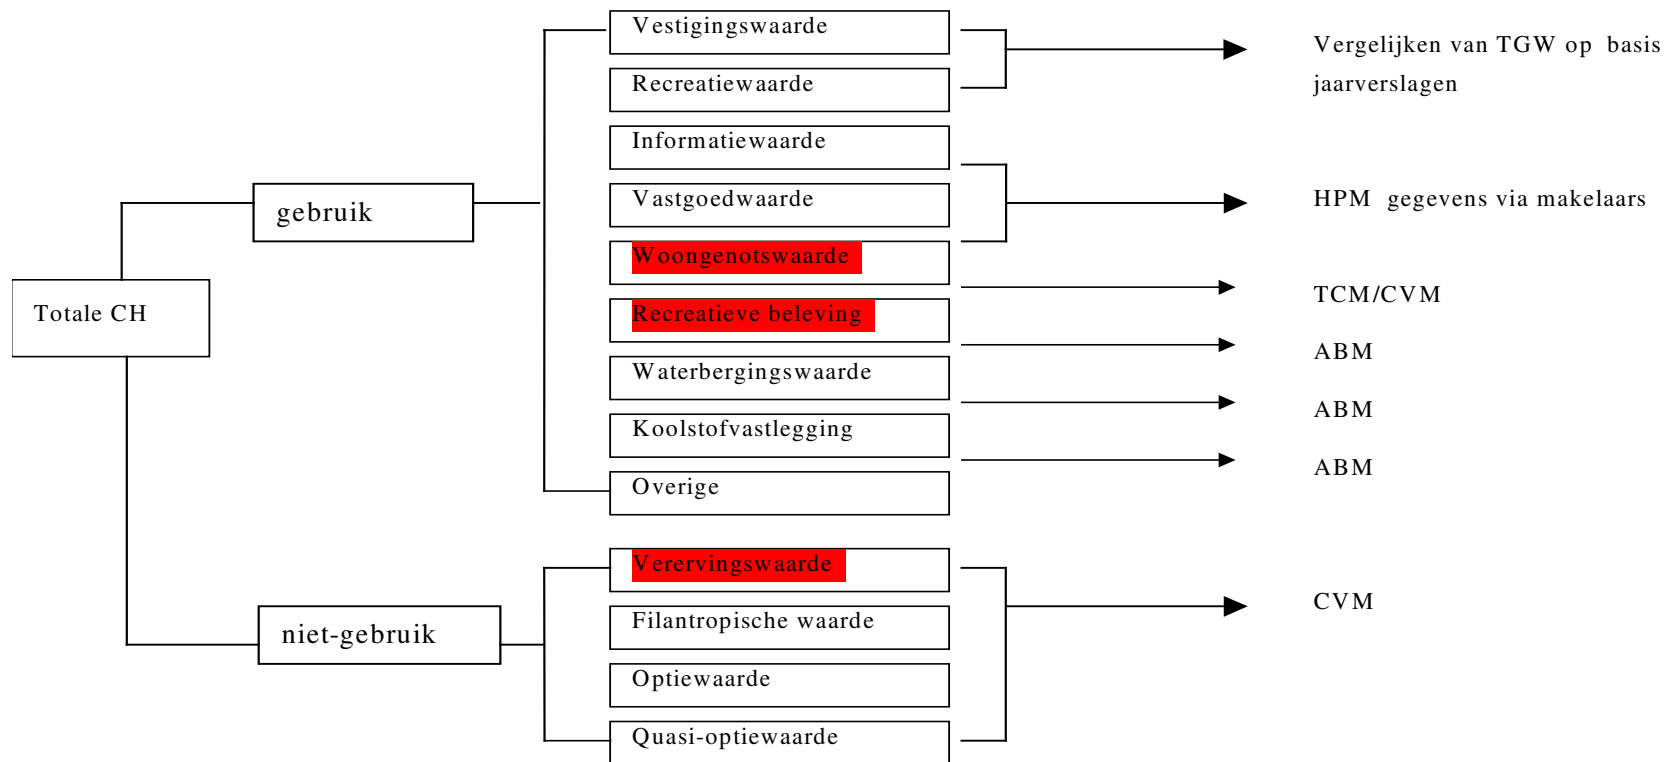 Totale CH
gebruik
niet-gebruik
Vestigingswaarde
Recreatiewaarde
Informatiewaarde
Vastgoedwaarde
Woongenotswaarde
Recreatieve beleving
Waterbergingswaarde
Koolstofvastlegging
Overige
Verervingswaarde
Filantropische waarde
Optiewaarde
Quasi-optiewaarde
Vergelijken van TGW op basis
jaarverslagen
HPM gegevens via makelaars
TCM/CVM
ABM
ABM
ABM
CVM